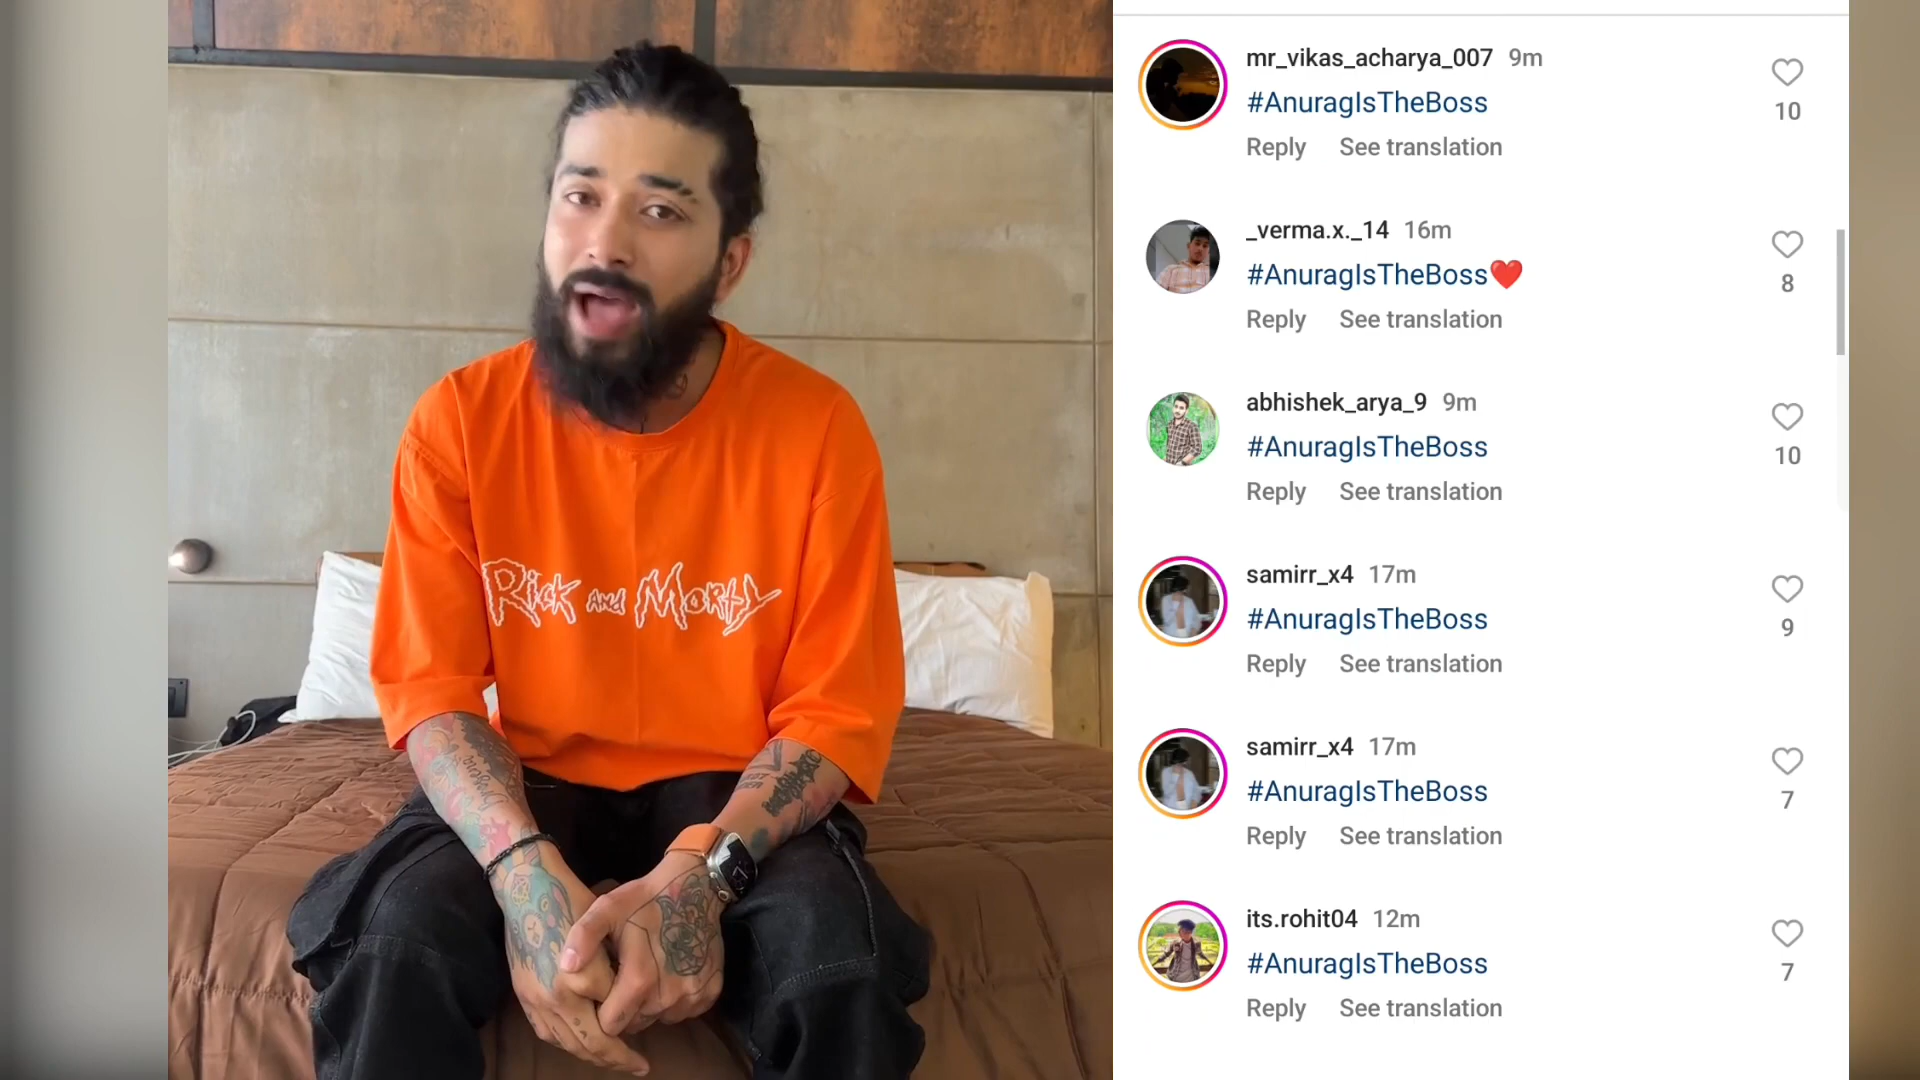 Rick AND Morty
mr_vikas_acharya_007 9m
#AnuragIsTheBoss
10
Reply See translation
_verma.x._14 16m
#AnuragIsTheBoss❤️
8
Reply See translation
abhishek_arya_9 9m
#AnuragIsTheBoss
10
Reply See translation
samirr_x4 17m
#AnuragIsTheBoss
9
Reply See translation
samirr_x4 17m
#AnuragIsTheBoss
7
Reply See translation
its.rohit04 12m
#AnuragIsTheBoss
7
Reply See translation